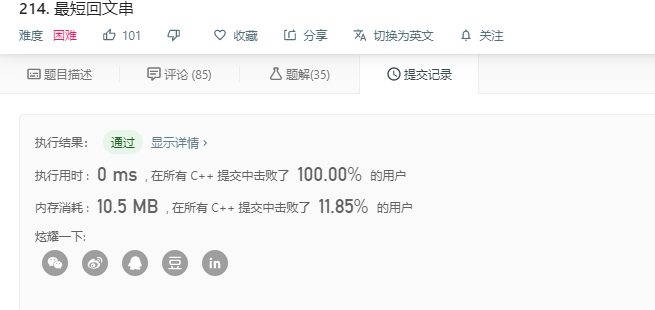 214. 最短回文串
难度 困难 101 收藏 分享 切换为英文 关注
题目描述 评论 (85) 题解(35) 提交记录
执行结果： 通过 显示详情 ›
执行用时 : 0 ms , 在所有 C++ 提交中击败了 100.00% 的用户
内存消耗 : 10.5 MB , 在所有 C++ 提交中击败了 11.85% 的用户
炫耀一下:
豆 in